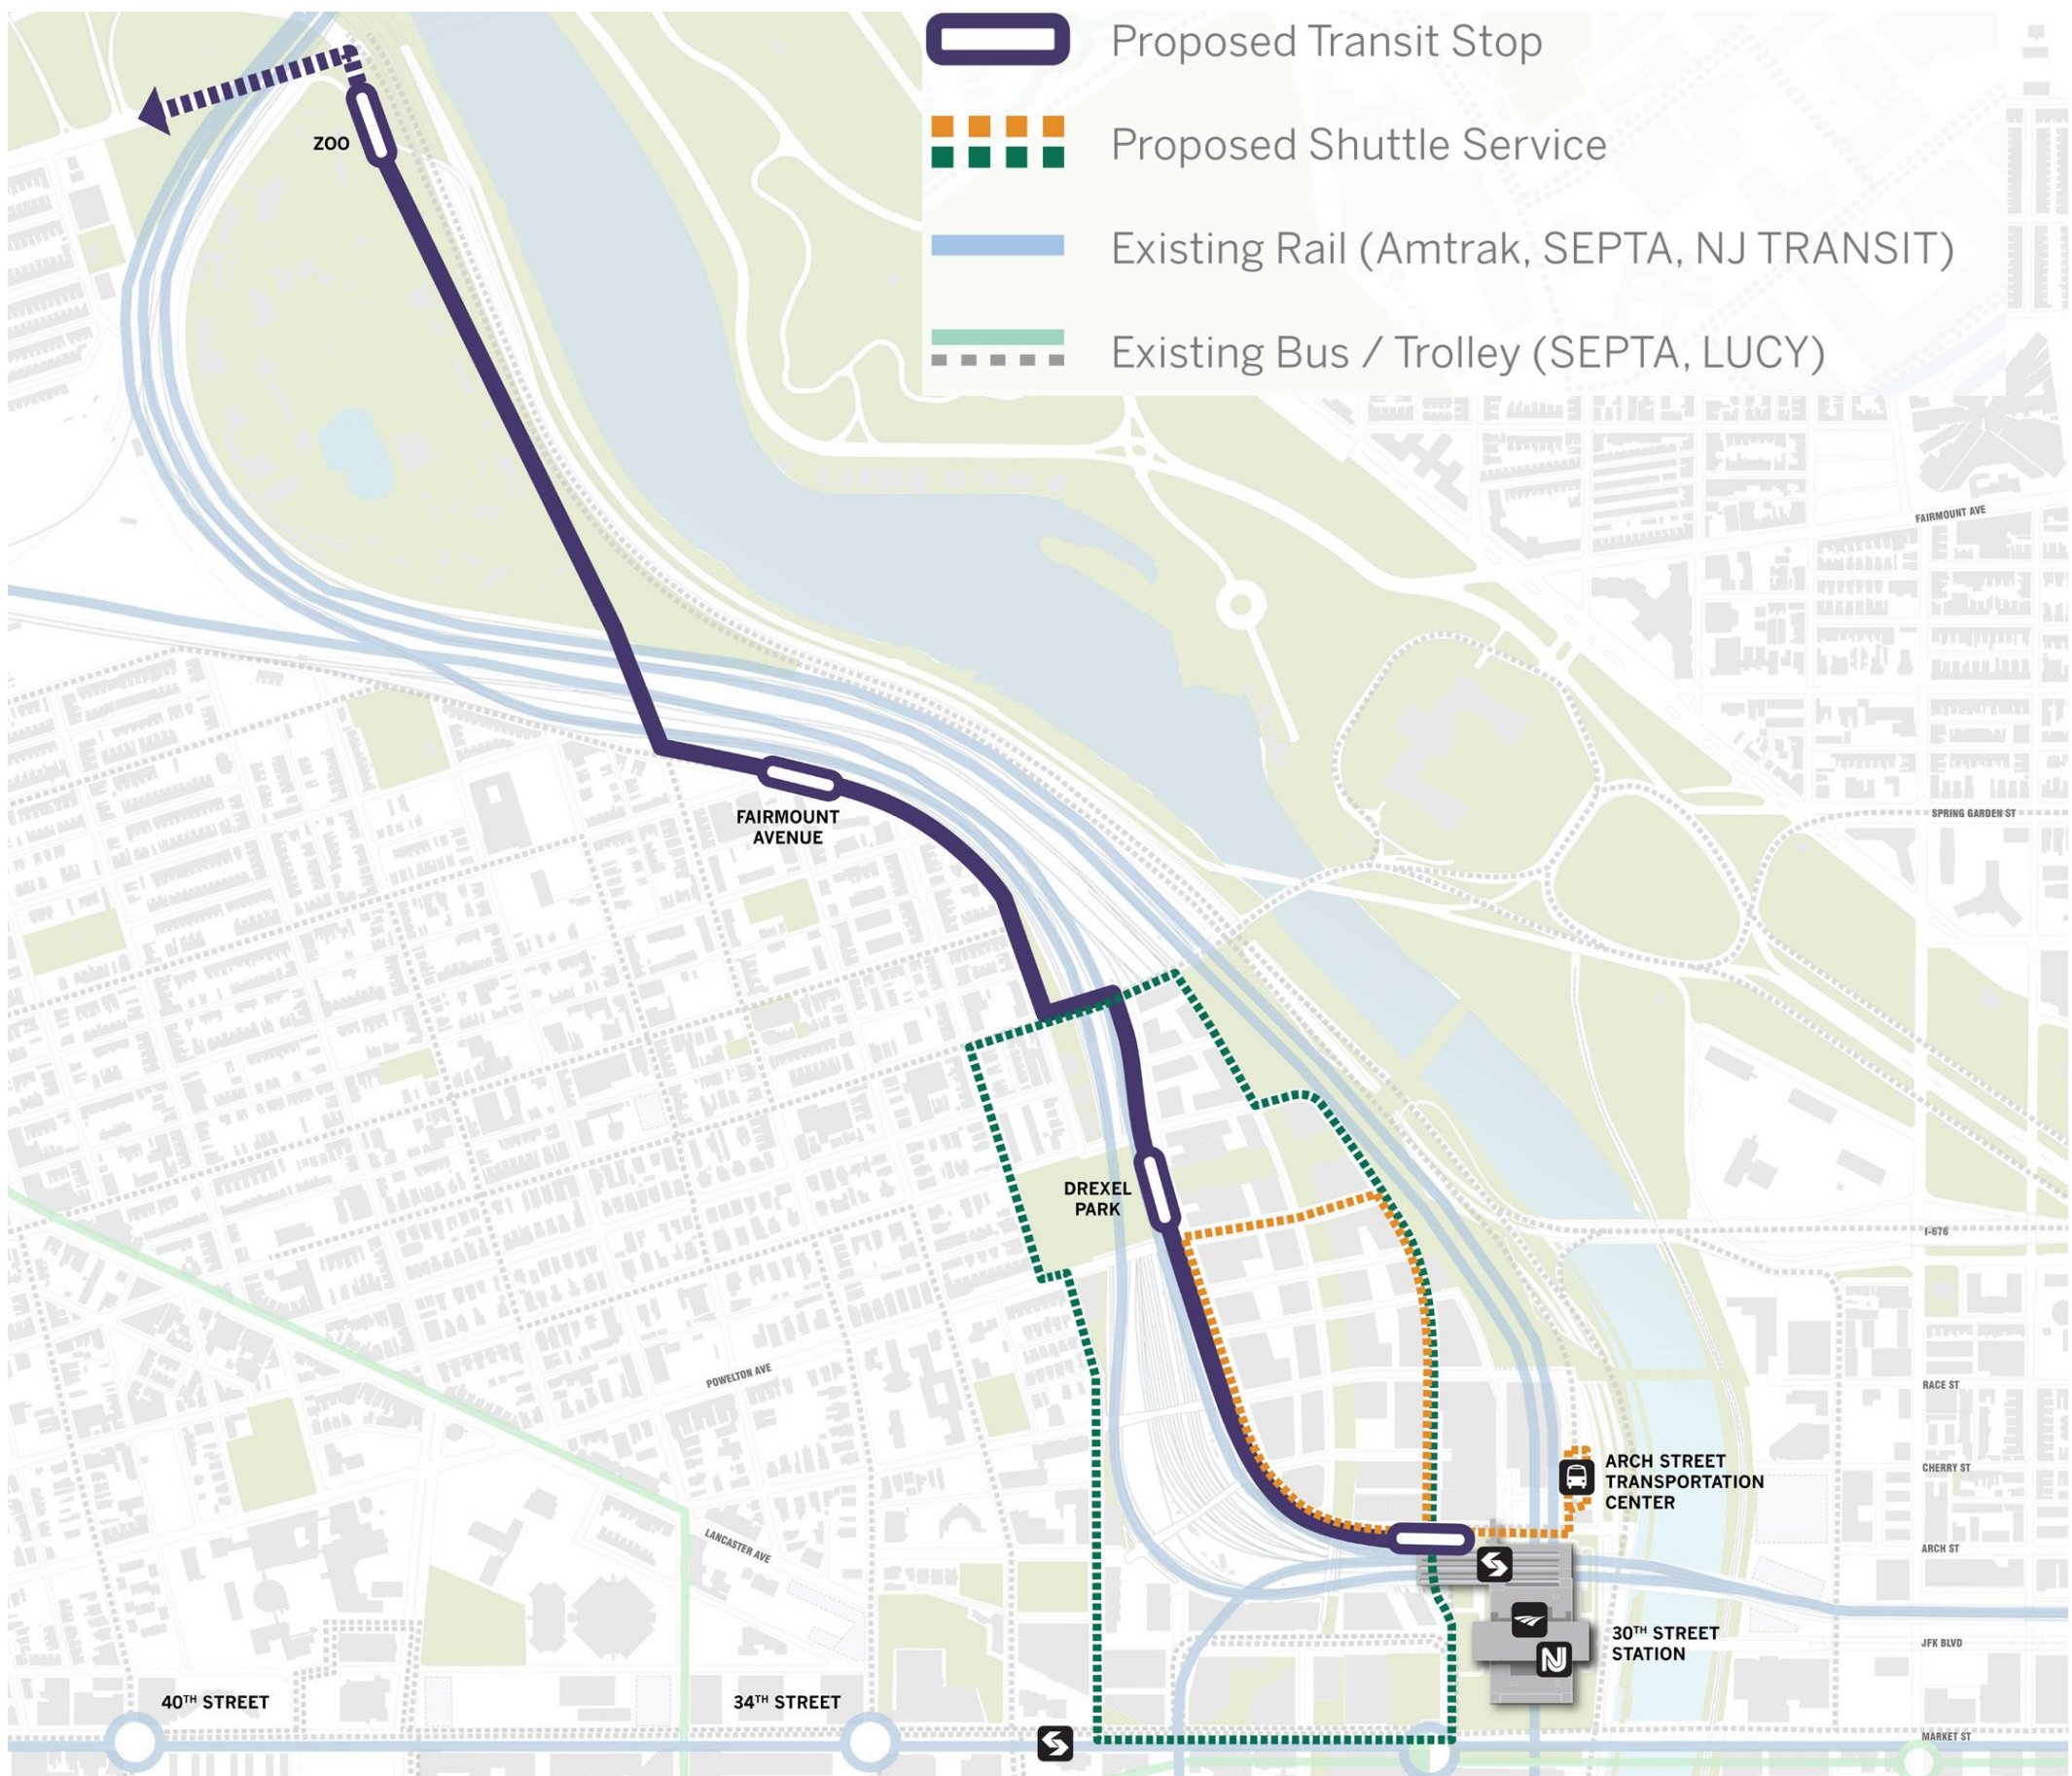 Proposed Transit Stop
Proposed Shuttle Service
Existing Rail (Amtrak, SEPTA, NJ TRANSIT)
Existing Bus / Trolley (SEPTA, LUCY)
ZOO
FAIRMOUNT AVE
FAIRMOUNT
AVENUE
SPRING GARDEN ST
DREXEL
PARK
I-676
POWELTON AVE
RACE ST
ARCH STREET
TRANSPORTATION
CENTER
CHERRY ST
LANCASTER AVE
ARCH ST
30TH STREET
STATION
JFK BLVD
40TH STREET
34TH STREET
MARKET ST